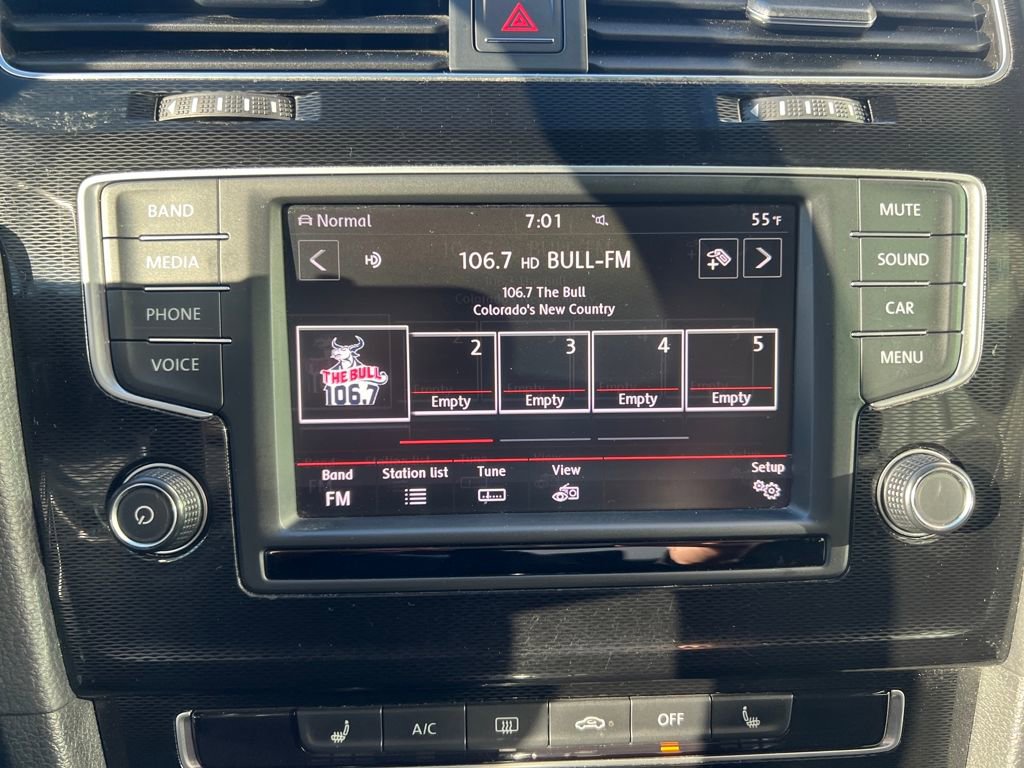 BAND
MEDIA
PHONE
VOICE
Normal 7:01 55°F
HD 106.7 HD BULL-FM
106.7 The Bull
Colorado's New Country
THE BULL
106.7
2 3 4 5
Empty Empty Empty Empty
Band Station list Tune View Setup
FM
MUTE
SOUND
CAR
MENU
A/C OFF